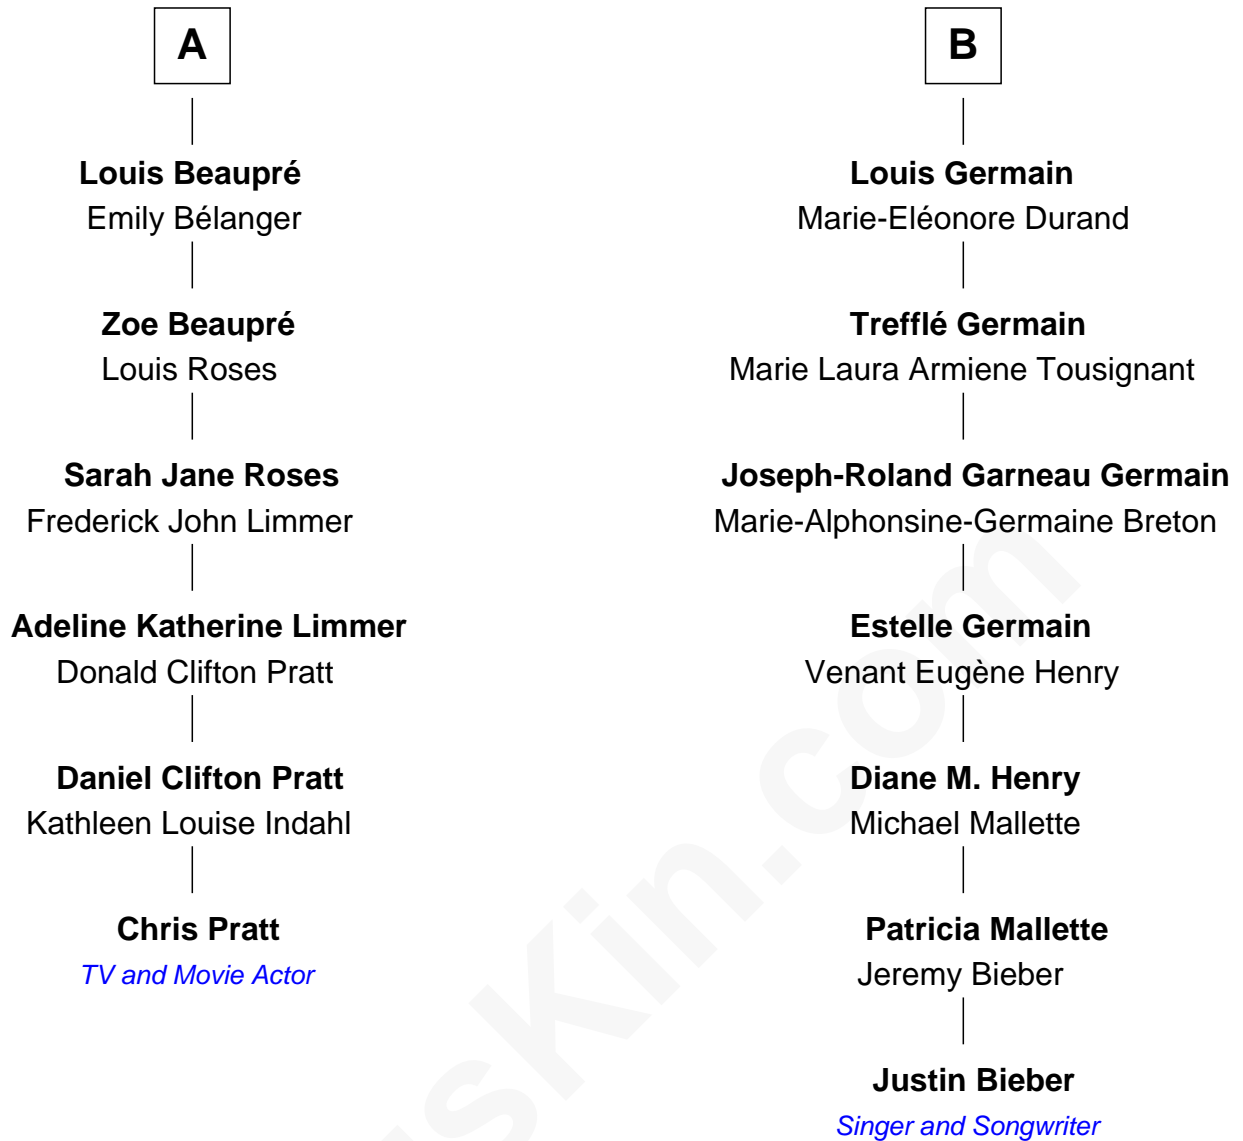 A
Louis Beaupré
Emily Bélanger
Zoe Beaupré
Louis Roses
Sarah Jane Roses
Frederick John Limmer
Adeline Katherine Limmer
Donald Clifton Pratt
Daniel Clifton Pratt
Kathleen Louise Indahl
Chris Pratt
TV and Movie Actor
B
Louis Germain
Marie-Eléonore Durand
Trefflé Germain
Marie Laura Armiene Tousignant
Joseph-Roland Garneau Germain
Marie-Alphonsine-Germaine Breton
Estelle Germain
Venant Eugène Henry
Diane M. Henry
Michael Mallette
Patricia Mallette
Jeremy Bieber
Justin Bieber
Singer and Songwriter